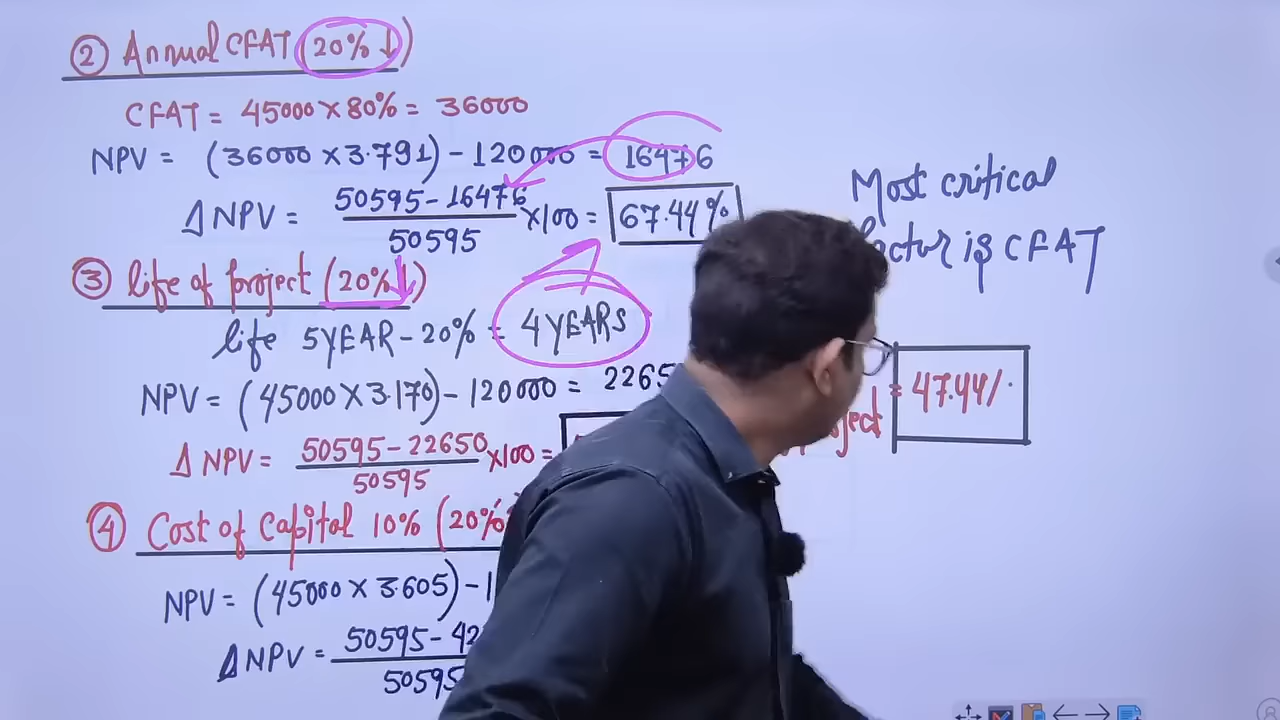 ② Annual CFAT (20% ↓)
CFAT = 45000 × 80% = 36000
NPV = (36000 × 3.791) - 120000 = 16476
Δ NPV = 50595 - 16476 / 50595 × 100 = 67.44%
③ life of project (20% ↓)
life 5YEAR - 20% = 4 YEARS
NPV = (45000 × 3.170) - 120000 = 2265
Δ NPV = 50595 - 22650 / 50595 × 100 =
④ Cost of Capital 10% (20%
NPV = (45000 × 3.605) - 1
Δ NPV = 50595 - 42 / 50595
Most critical
factor is CFAT
= 47.44%